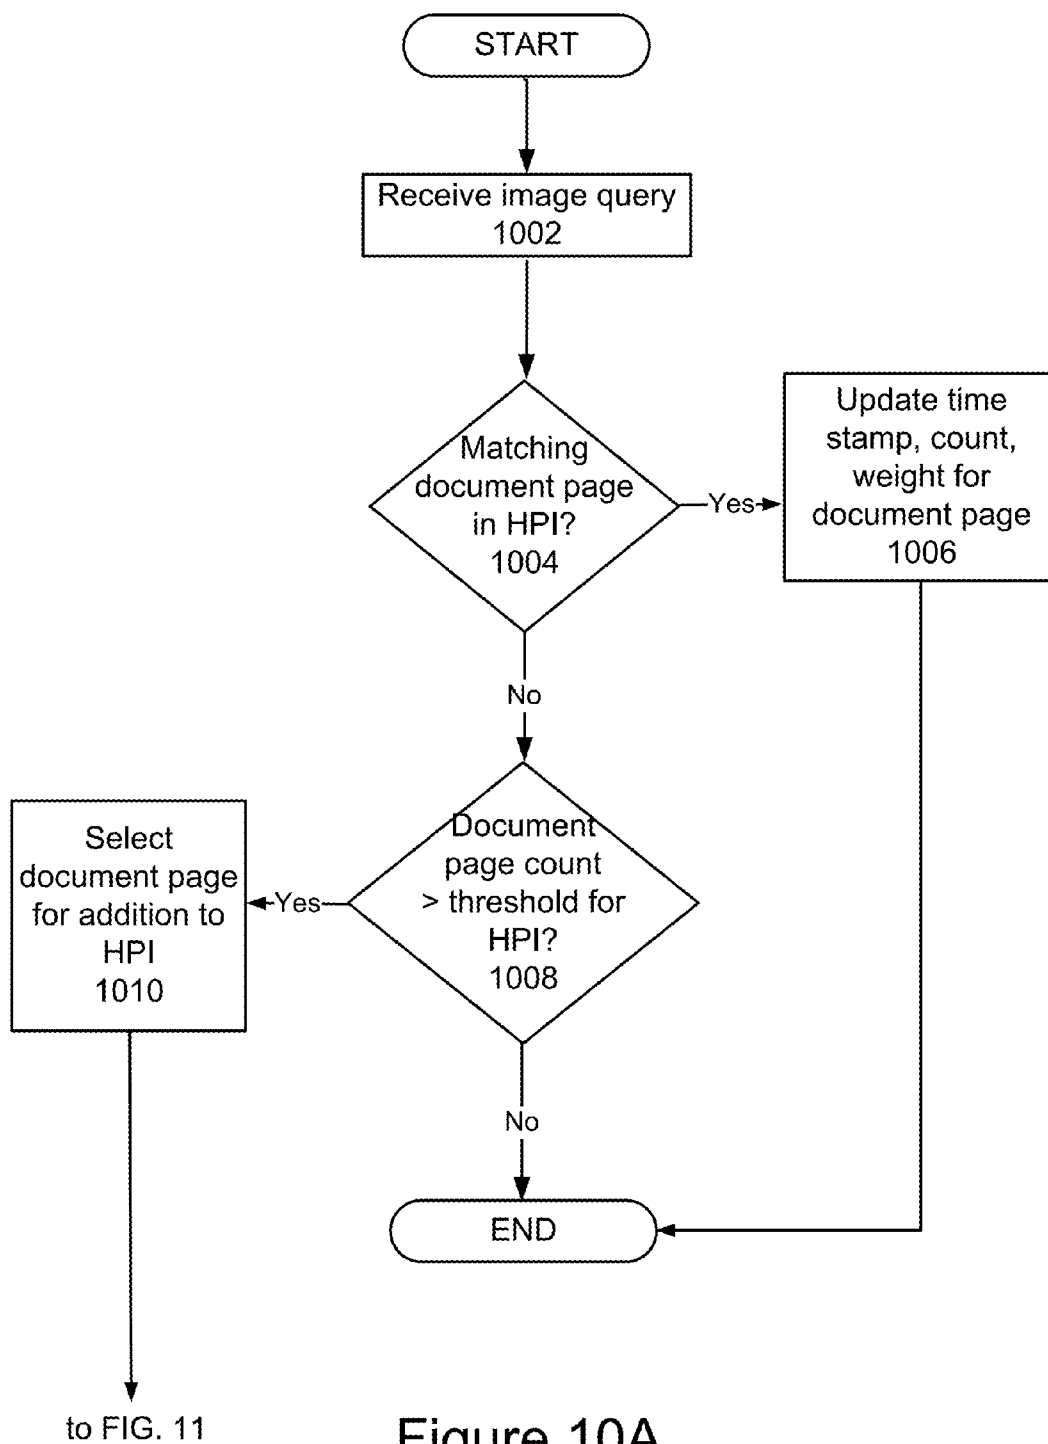 START
Receive image query
1002
Matching
document page
in HPI?
1004
Yes
Update time
stamp, count,
weight for
document page
1006
No
Document
page count
> threshold for
HPI?
1008
Yes
Select
document page
for addition to
HPI
1010
No
END
to FIG. 11
Figure 10A